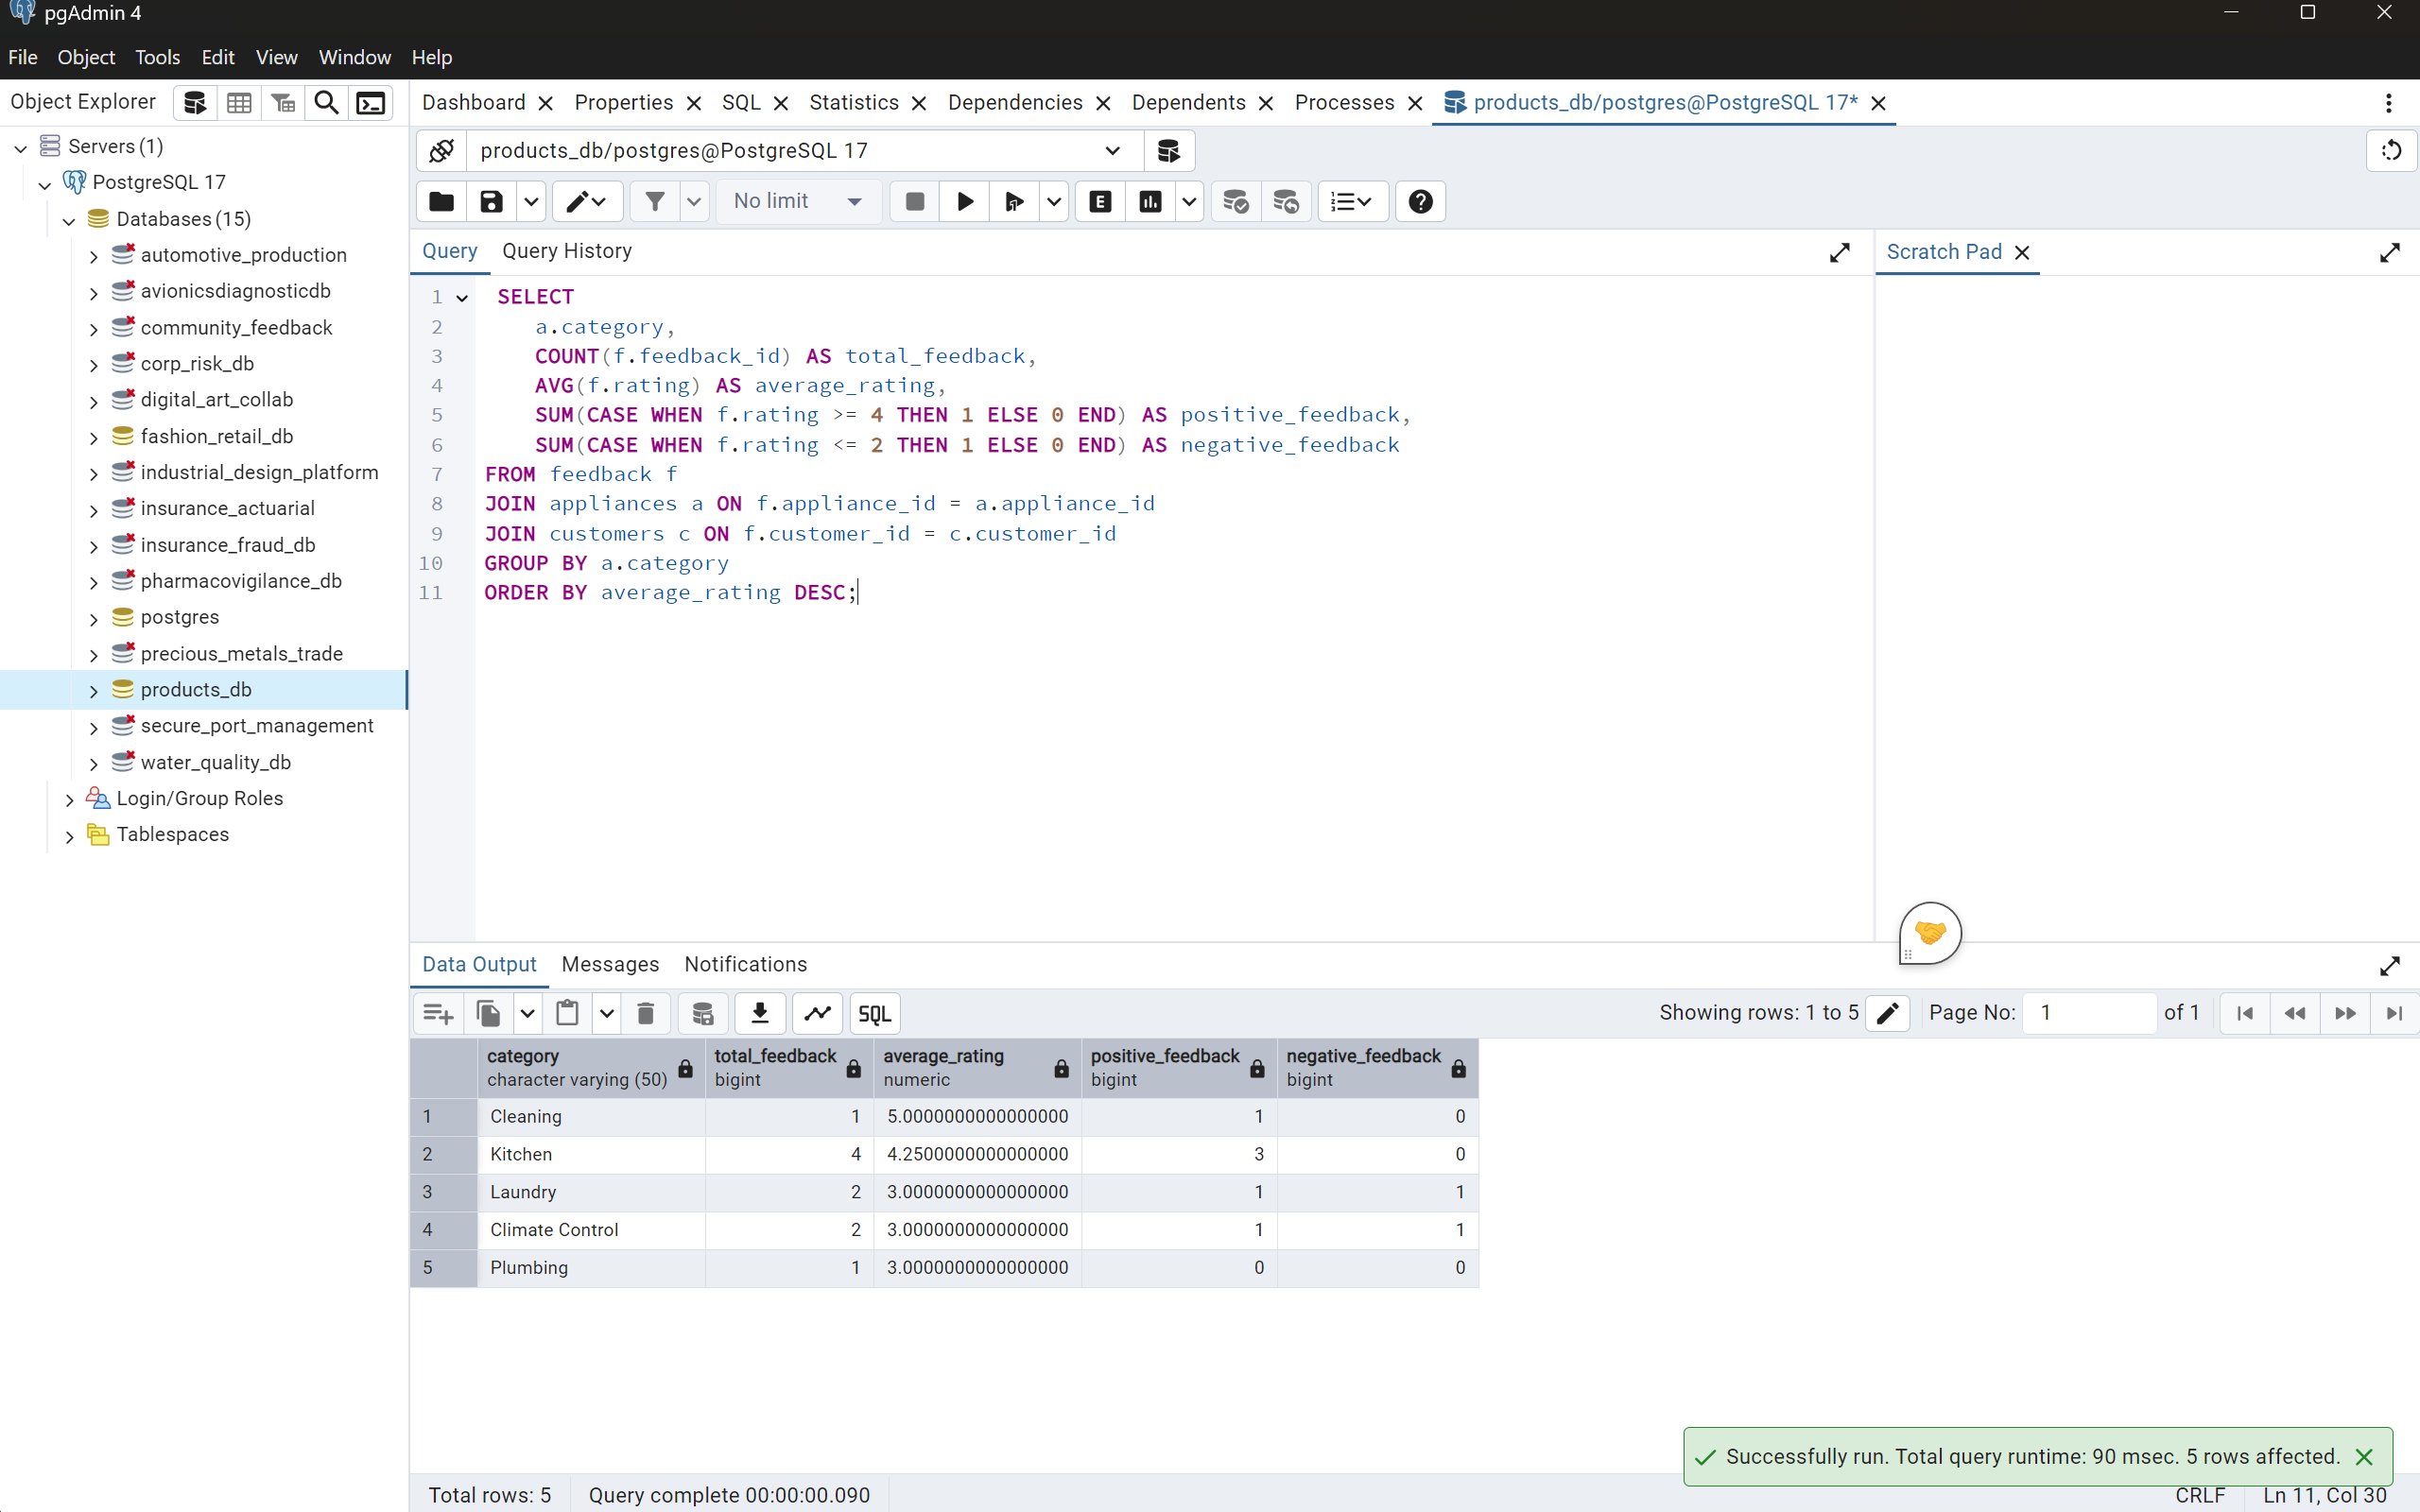 pgAdmin 4
File Object Tools Edit View Window Help
Object Explorer
Servers (1)
PostgreSQL 17
Databases (15)
automotive_production
avionicsdiagnosticdb
community_feedback
corp_risk_db
digital_art_collab
fashion_retail_db
industrial_design_platform
insurance_actuarial
insurance_fraud_db
pharmacovigilance_db
postgres
precious_metals_trade
products_db
secure_port_management
water_quality_db
Login/Group Roles
Tablespaces
Dashboard Properties SQL Statistics Dependencies Dependents Processes products_db/postgres@PostgreSQL 17*
products_db/postgres@PostgreSQL 17
No limit E
Query Query History
Scratch Pad
1 SELECT
2 a.category,
3 COUNT(f.feedback_id) AS total_feedback,
4 AVG(f.rating) AS average_rating,
5 SUM(CASE WHEN f.rating >= 4 THEN 1 ELSE 0 END) AS positive_feedback,
6 SUM(CASE WHEN f.rating <= 2 THEN 1 ELSE 0 END) AS negative_feedback
7 FROM feedback f
8 JOIN appliances a ON f.appliance_id = a.appliance_id
9 JOIN customers c ON f.customer_id = c.customer_id
10 GROUP BY a.category
11 ORDER BY average_rating DESC;
Data Output Messages Notifications
SQL Showing rows: 1 to 5 Page No: 1 of 1
category total_feedback average_rating positive_feedback negative_feedback
character varying (50) bigint numeric bigint bigint
1 Cleaning 1 5.0000000000000000 1 0
2 Kitchen 4 4.2500000000000000 3 0
3 Laundry 2 3.0000000000000000 1 1
4 Climate Control 2 3.0000000000000000 1 1
5 Plumbing 1 3.0000000000000000 0 0
Successfully run. Total query runtime: 90 msec. 5 rows affected.
Total rows: 5 Query complete 00:00:00.090 CRLF Ln 11, Col 30